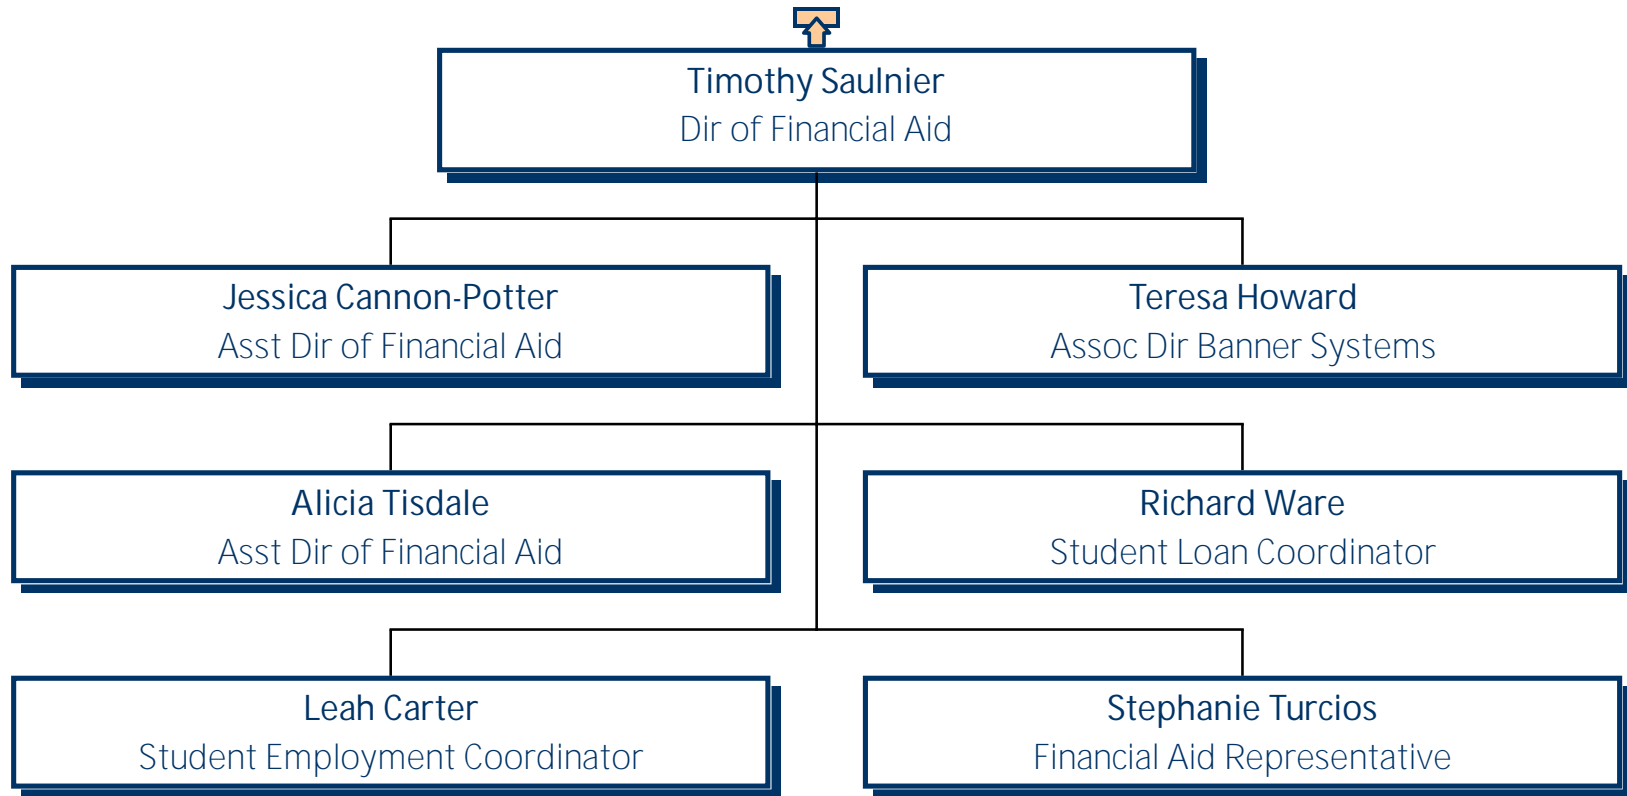 Timothy Saulnier
Dir of Financial Aid
Jessica Cannon-Potter
Asst Dir of Financial Aid
Teresa Howard
Assoc Dir Banner Systems
Alicia Tisdale
Asst Dir of Financial Aid
Richard Ware
Student Loan Coordinator
Leah Carter
Student Employment Coordinator
Stephanie Turcios
Financial Aid Representative